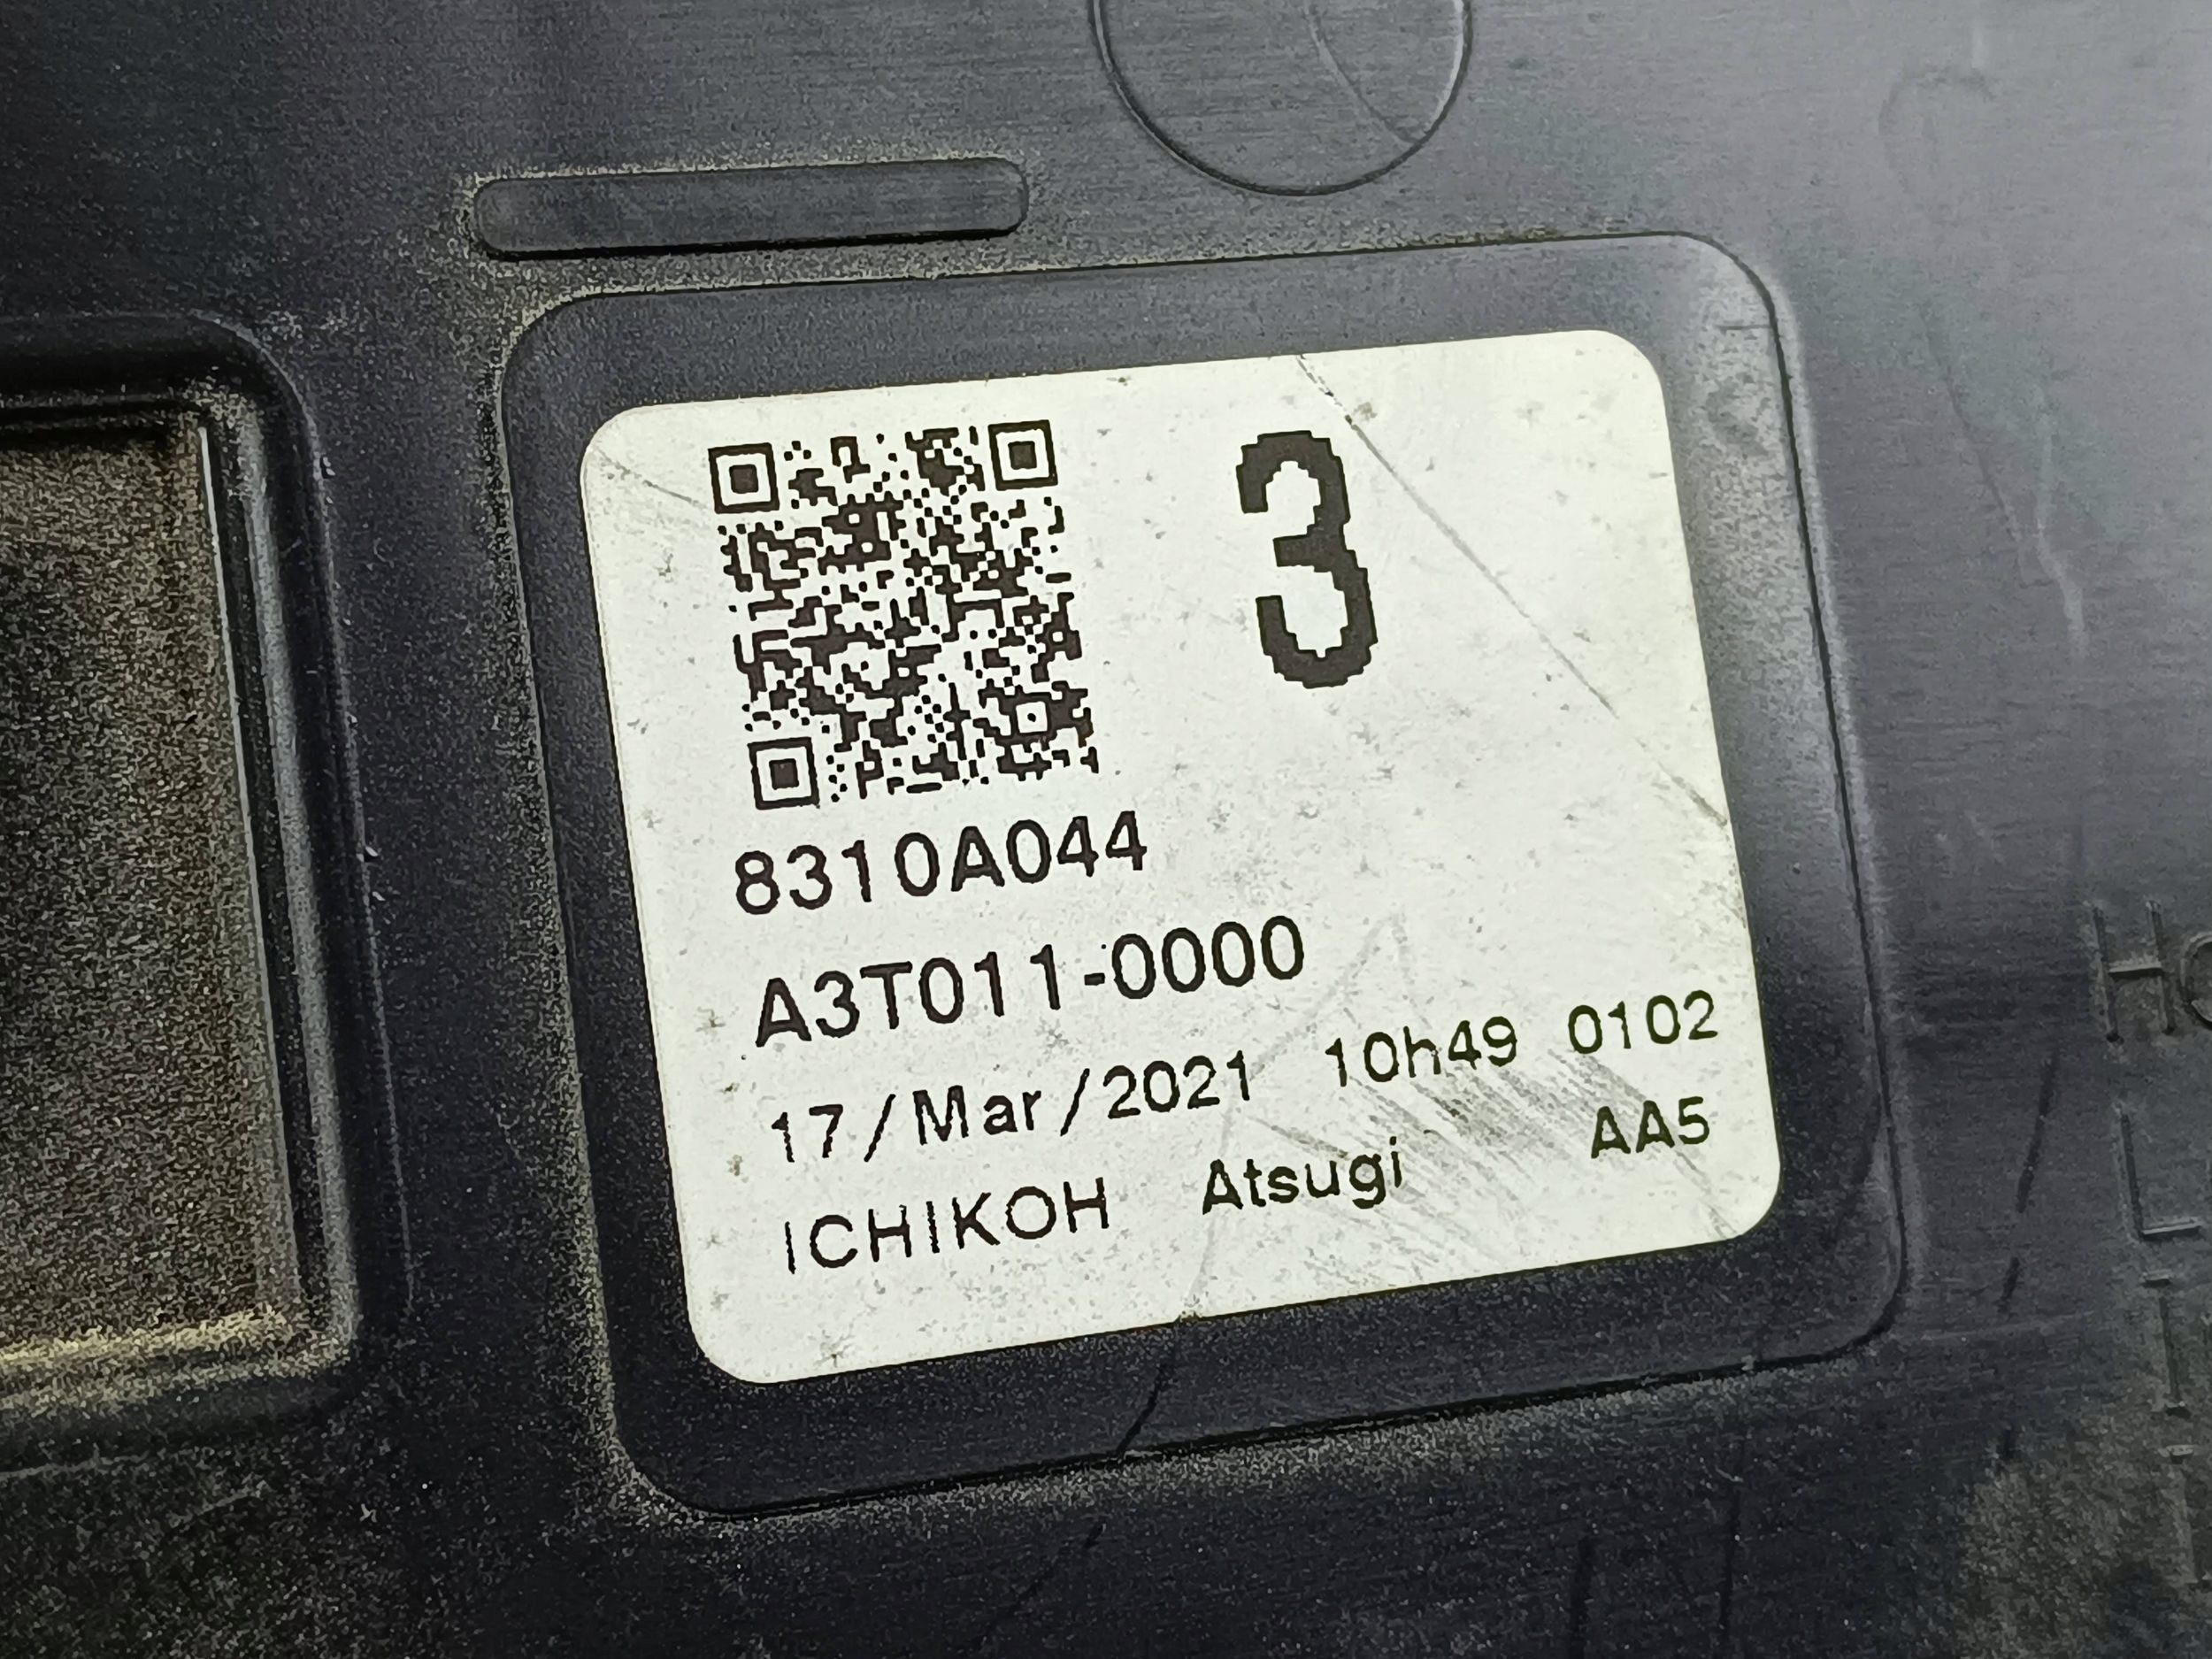 3
8310A044
A3T011-0000
17/Mar/2021 10h49 0102
ICHIKOH Atsugi AA5